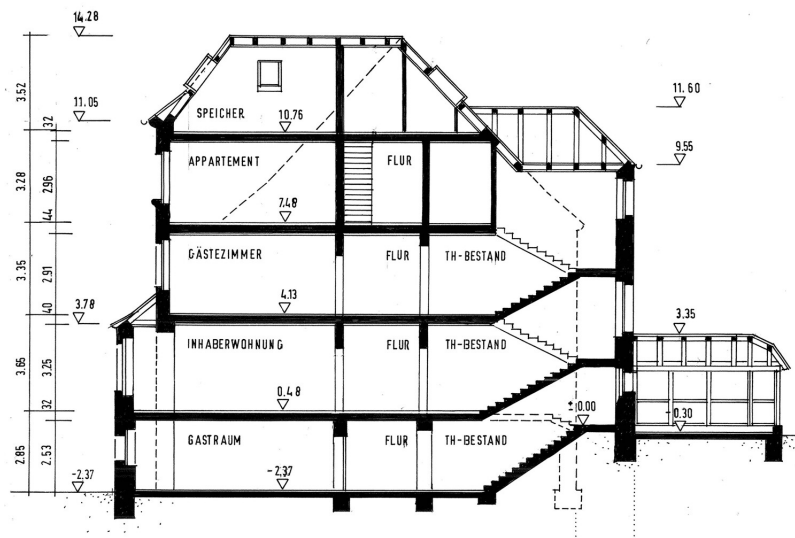 14.28
11.05
11.60
3.52
32
SPEICHER
10.76
9.55
APPARTEMENT
FLUR
3.28
2.96
44
7.48
GÄSTEZIMMER
FLUR
TH-BESTAND
3.35
2.91
40
4.13
3.78
3.35
INHABERWOHNUNG
FLUR
TH-BESTAND
3.65
3.25
32
0.48
± 0.00
- 0.30
GASTRAUM
FLUR
TH-BESTAND
2.85
2.53
-2.37
-2.37